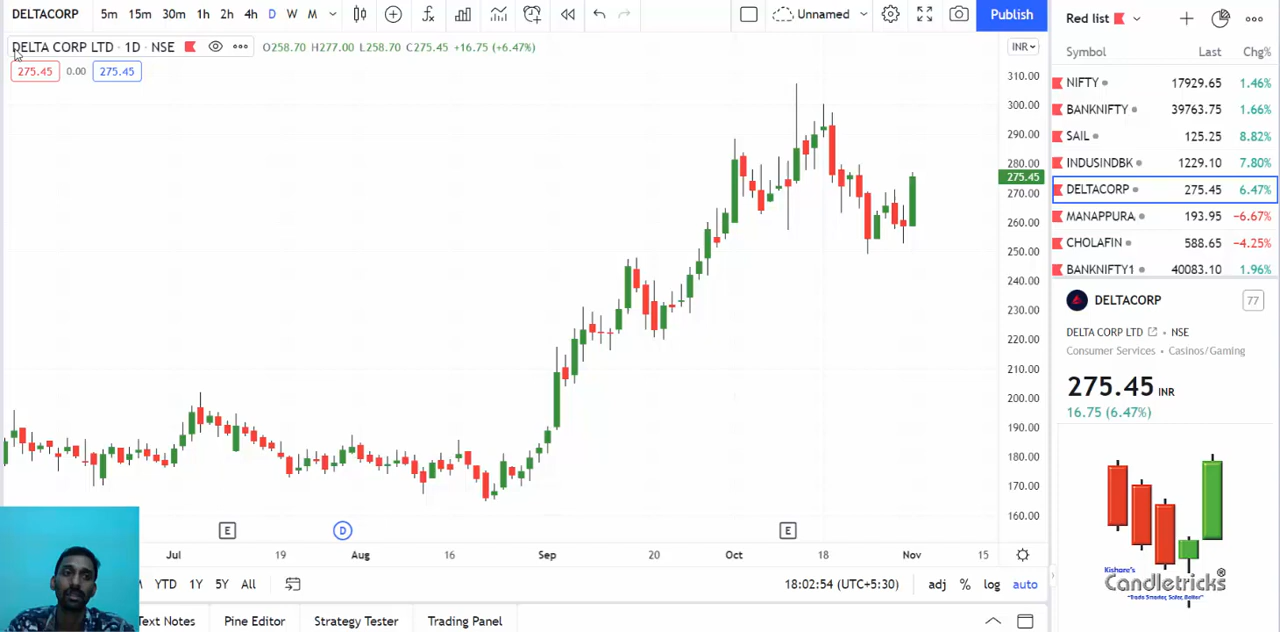 DELTACORP 5m 15m 30m 1h 2h 4h D W M Unnamed Publish
DELTA CORP LTD · 1D · NSE O258.70 H277.00 L258.70 C275.45 +16.75 (+6.47%) INR
275.45 0.00 275.45
310.00
300.00
290.00
280.00
275.45
270.00
260.00
250.00
240.00
230.00
220.00
210.00
200.00
190.00
180.00
170.00
160.00
E D E
Jul 19 Aug 16 Sep 20 Oct 18 Nov 15
YTD 1Y 5Y All 18:02:54 (UTC+5:30) adj % log auto
Text Notes Pine Editor Strategy Tester Trading Panel
Red list
Symbol Last Chg%
NIFTY 17929.65 1.46%
BANKNIFTY 39763.75 1.66%
SAIL 125.25 8.82%
INDUSINDBK 1229.10 7.80%
DELTACORP 275.45 6.47%
MANAPPURA 193.95 −6.67%
CHOLAFIN 588.65 −4.25%
BANKNIFTY1 40083.10 1.96%
DELTACORP 77
DELTA CORP LTD • NSE
Consumer Services • Casinos/Gaming
275.45 INR
16.75 (6.47%)
Kishore's
Candletricks ®
"Trade Smarter, Safer, Better"